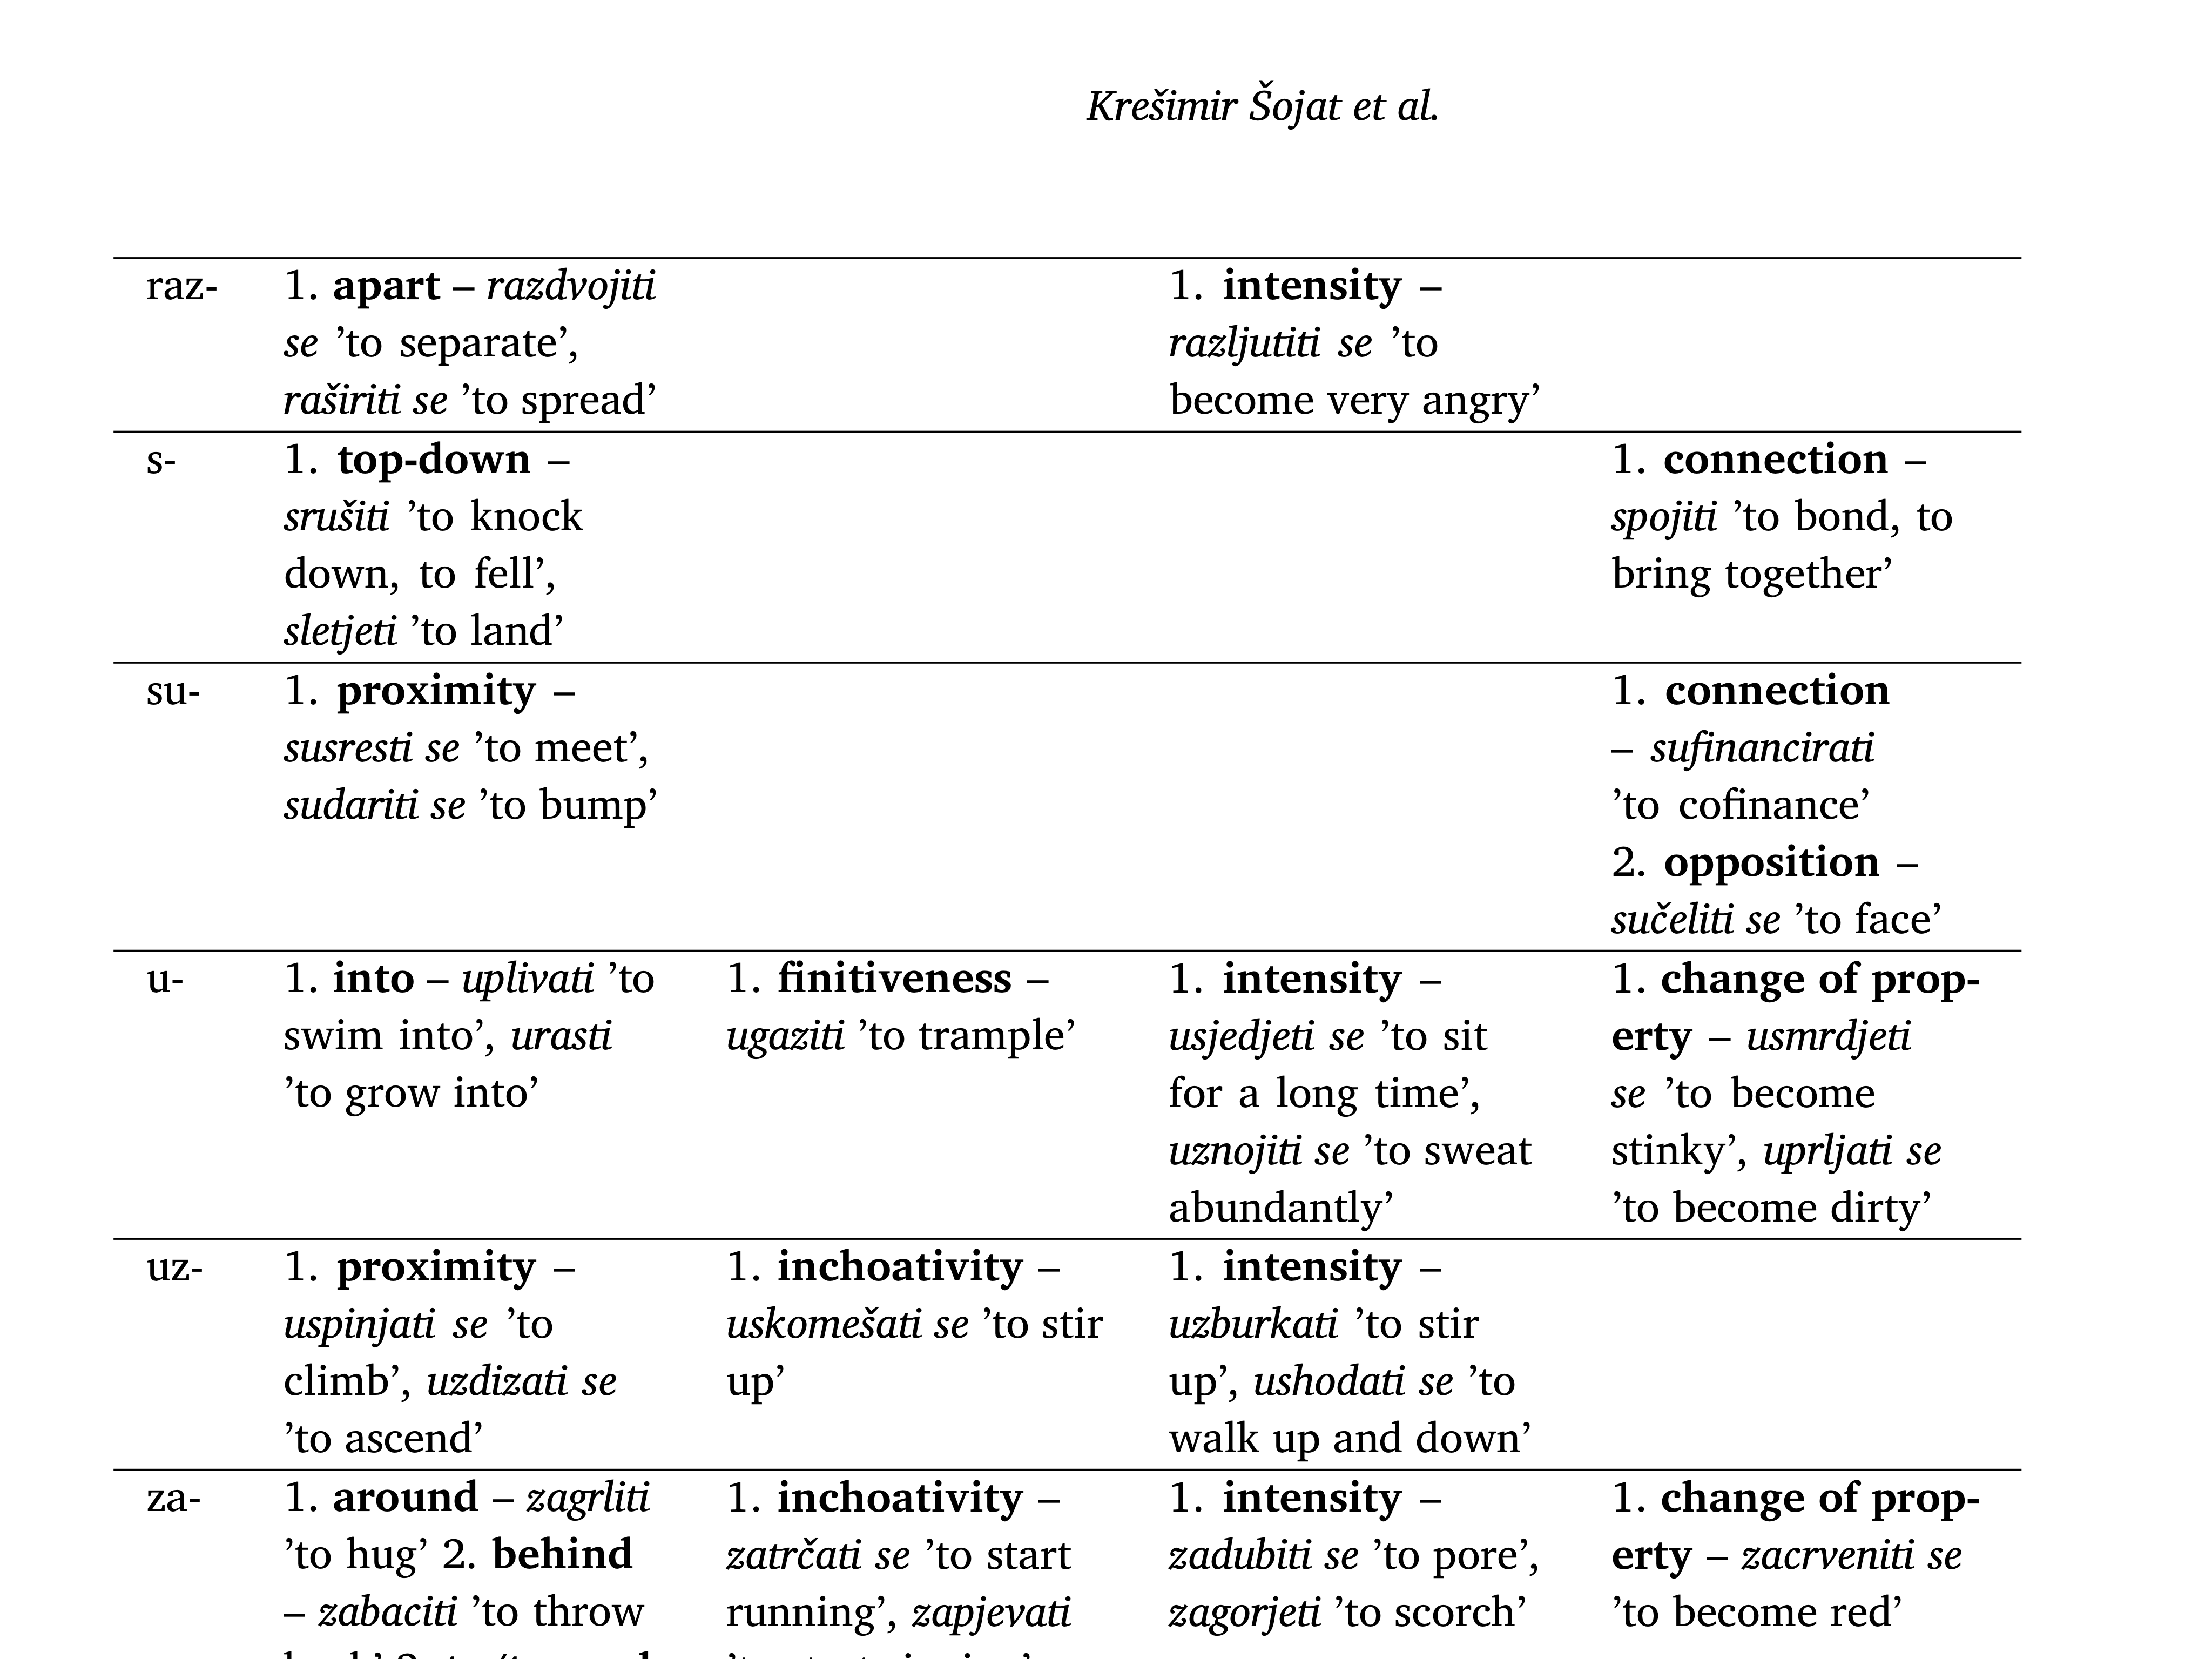 Krešimir Šojat et al.
raz-
1. apart – razdvojiti
se ’to separate’,
raširiti se ’to spread’
1. intensity –
razljutiti se ’to
become very angry’
s-
1. top-down –
srušiti ’to knock
down, to fell’,
sletjeti ’to land’
1. connection –
spojiti ’to bond, to
bring together’
su-
1. proximity –
susresti se ’to meet’,
sudariti se ’to bump’
1. connection
– sufinancirati
’to cofinance’
2. opposition –
sučeliti se ’to face’
u-
1. into – uplivati ’to
swim into’, urasti
’to grow into’
1. finitiveness –
ugaziti ’to trample’
1. intensity –
usjedjeti se ’to sit
for a long time’,
uznojiti se ’to sweat
abundantly’
1. change of prop-
erty – usmrdjeti
se ’to become
stinky’, uprljati se
’to become dirty’
uz-
1. proximity –
uspinjati se ’to
climb’, uzdizati se
’to ascend’
1. inchoativity –
uskomešati se ’to stir
up’
1. intensity –
uzburkati ’to stir
up’, ushodati se ’to
walk up and down’
za-
1. around – zagrliti
’to hug’ 2. behind
– zabaciti ’to throw
1. inchoativity –
zatrčati se ’to start
running’, zapjevati
1. intensity –
zadubiti se ’to pore’,
zagorjeti ’to scorch’
1. change of prop-
erty – zacrveniti se
’to become red’